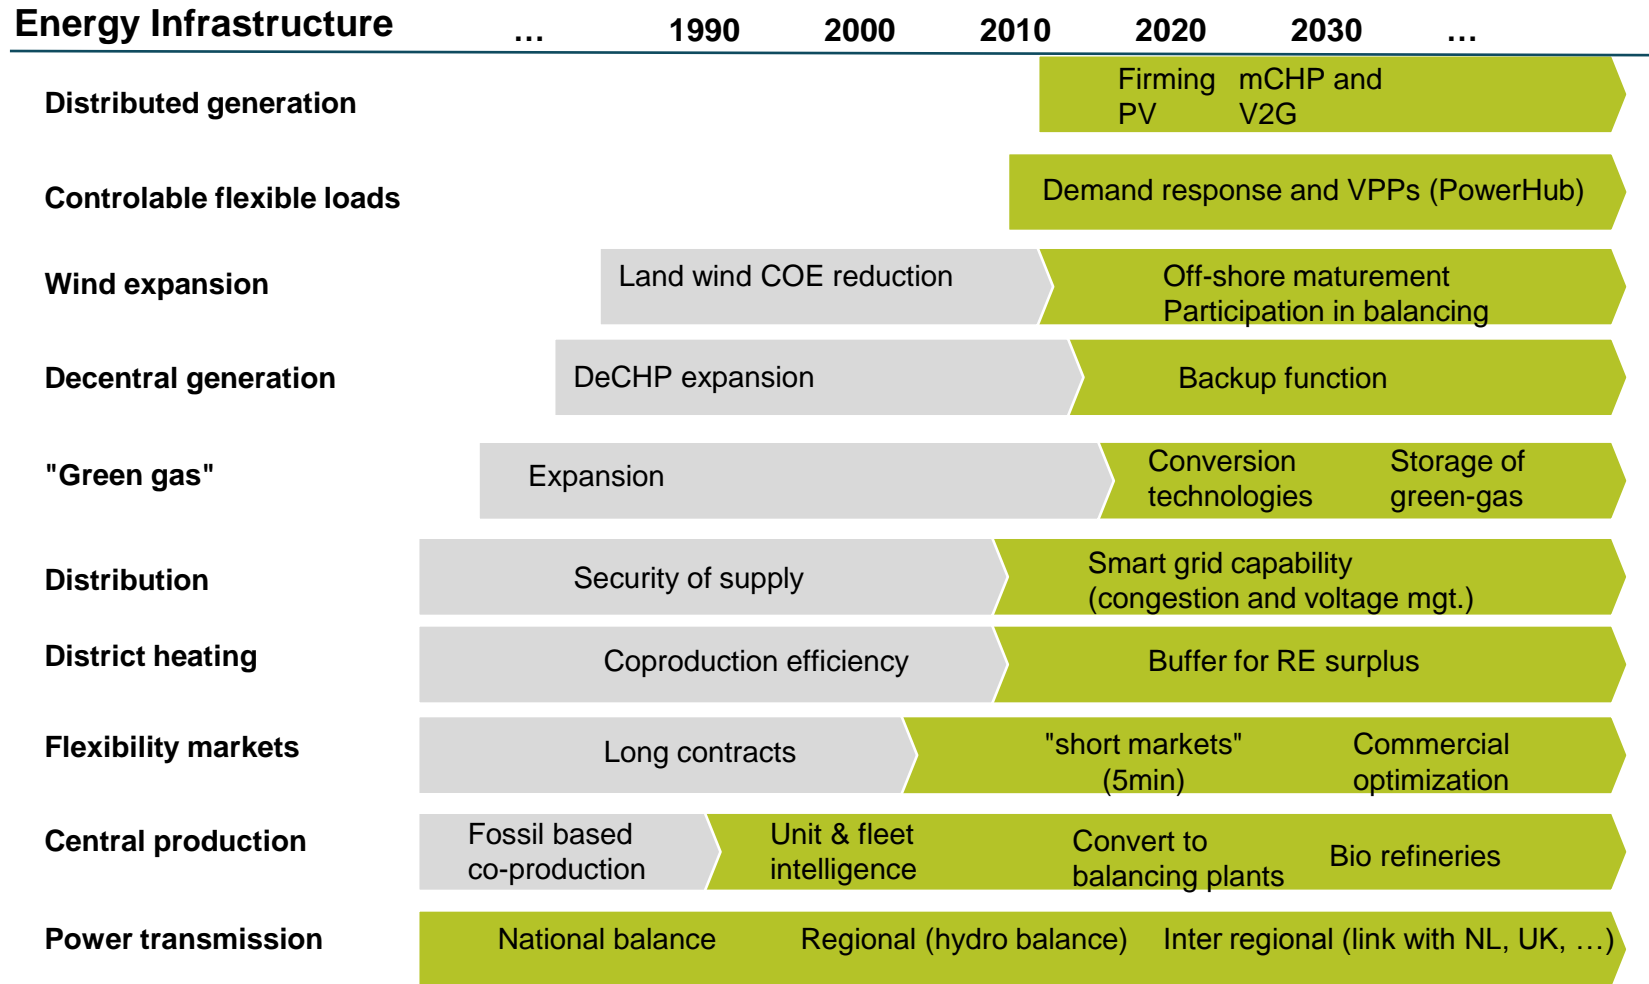 Energy Infrastructure … 1990 2000 2010 2020 2030 …
Distributed generation
Firming mCHP and
PV V2G
Controlable flexible loads
Demand response and VPPs (PowerHub)
Wind expansion
Land wind COE reduction
Off-shore maturement
Participation in balancing
Decentral generation
DeCHP expansion
Backup function
"Green gas"
Expansion
Conversion
technologies
Storage of
green-gas
Distribution
Security of supply
Smart grid capability
(congestion and voltage mgt.)
District heating
Coproduction efficiency
Buffer for RE surplus
Flexibility markets
Long contracts
"short markets"
(5min)
Commercial
optimization
Central production
Fossil based
co-production
Unit & fleet
intelligence
Convert to
balancing plants
Bio refineries
Power transmission
National balance
Regional (hydro balance)
Inter regional (link with NL, UK, …)